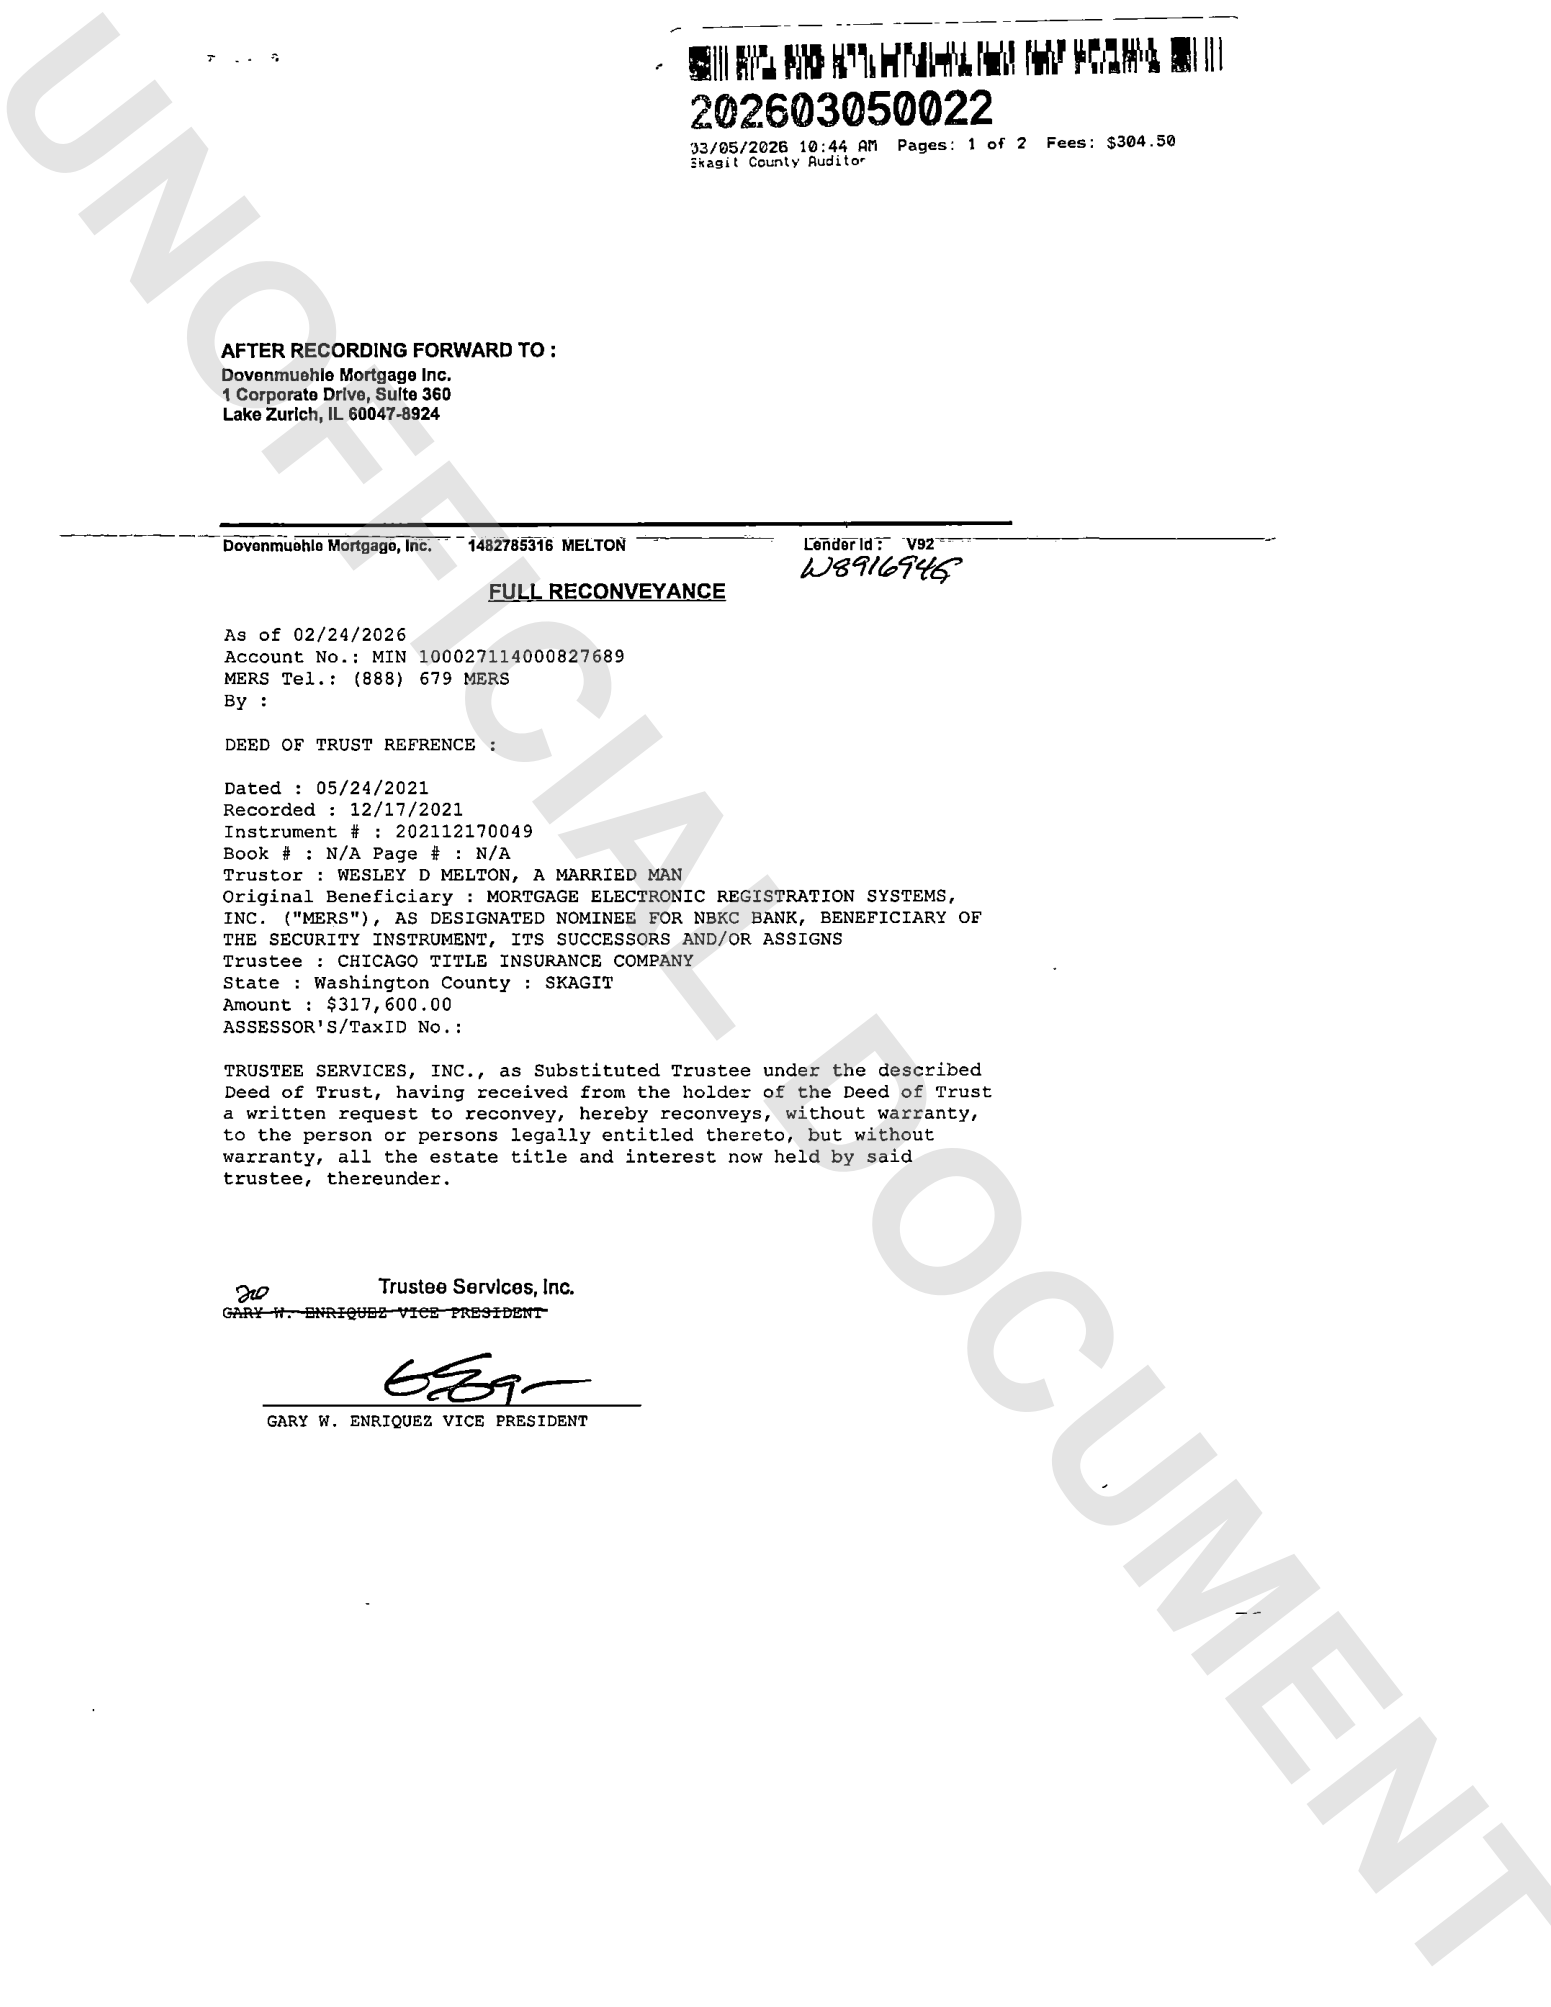 202603050022
03/05/2026 10:44 AM Pages: 1 of 2 Fees: $304.50
Skagit County Auditor
AFTER RECORDING FORWARD TO :
Dovenmuehle Mortgage Inc.
1 Corporate Drive, Suite 360
Lake Zurich, IL 60047-8924
Dovenmuehle Mortgage, Inc. 1482785316 MELTON Lender Id : V92
FULL RECONVEYANCE
As of 02/24/2026
Account No.: MIN 100027114000827689
MERS Tel.: (888) 679 MERS
By :
DEED OF TRUST REFRENCE :
Dated : 05/24/2021
Recorded : 12/17/2021
Instrument # : 202112170049
Book # : N/A Page # : N/A
Trustor : WESLEY D MELTON, A MARRIED MAN
Original Beneficiary : MORTGAGE ELECTRONIC REGISTRATION SYSTEMS,
INC. ("MERS"), AS DESIGNATED NOMINEE FOR NBKC BANK, BENEFICIARY OF
THE SECURITY INSTRUMENT, ITS SUCCESSORS AND/OR ASSIGNS
Trustee : CHICAGO TITLE INSURANCE COMPANY
State : Washington County : SKAGIT
Amount : $317,600.00
ASSESSOR'S/TaxID No.:
TRUSTEE SERVICES, INC., as Substituted Trustee under the described
Deed of Trust, having received from the holder of the Deed of Trust
a written request to reconvey, hereby reconveys, without warranty,
to the person or persons legally entitled thereto, but without
warranty, all the estate title and interest now held by said
trustee, thereunder.
Trustee Services, Inc.
GARY W. ENRIQUEZ VICE PRESIDENT
GARY W. ENRIQUEZ VICE PRESIDENT
UNOFFICIAL DOCUMENT